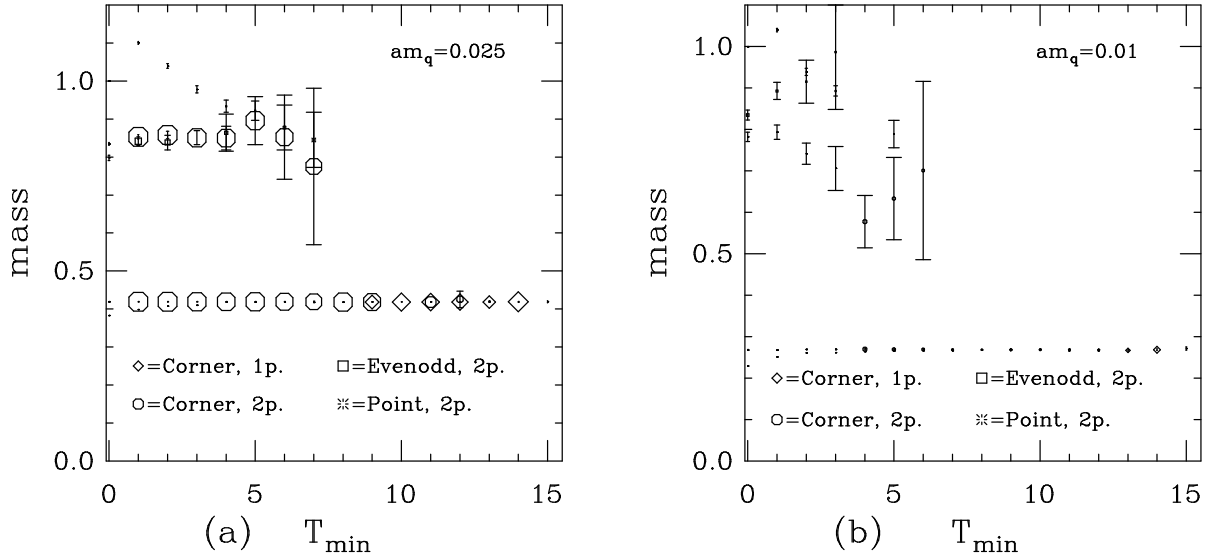 am_q=0.025
1.0
0.5
0.0
mass
◇=Corner, 1p.
□=Evenodd, 2p.
○=Corner, 2p.
※=Point, 2p.
0 5 10 15
(a) T_min
am_q=0.01
1.0
0.5
0.0
mass
◇=Corner, 1p.
□=Evenodd, 2p.
○=Corner, 2p.
※=Point, 2p.
0 5 10 15
(b) T_min